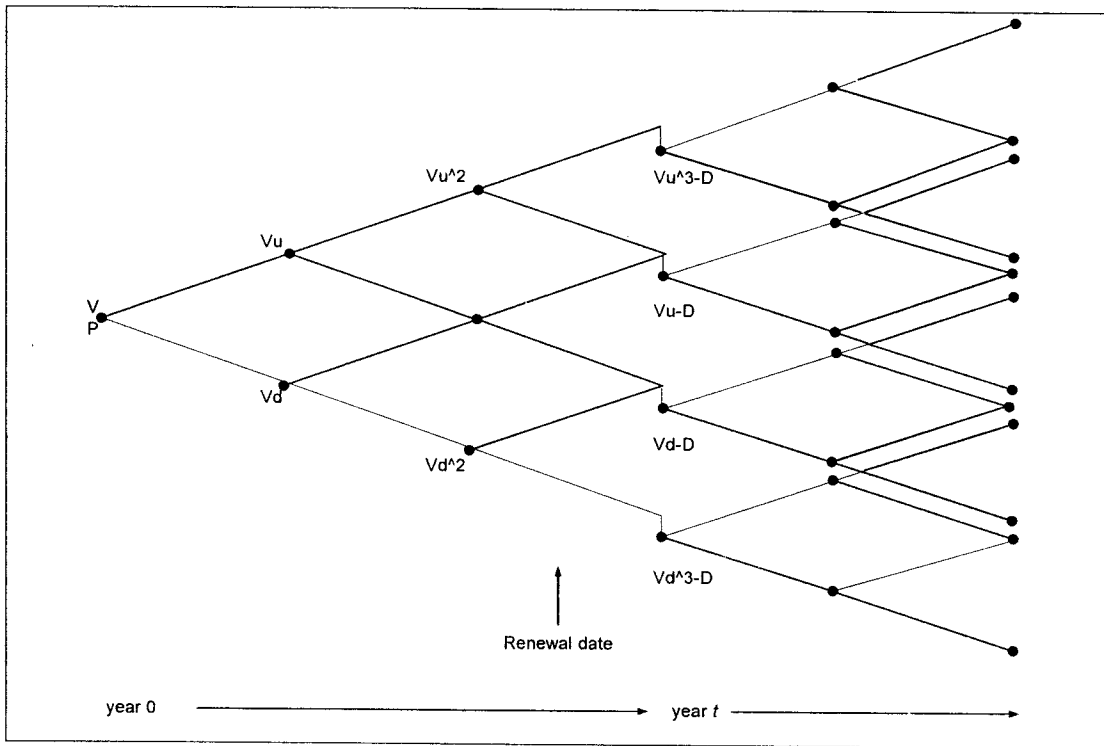 Vu^2
Vu^3-D
Vu
V
P
Vu-D
Vd
Vd-D
Vd^2
Vd^3-D
Renewal date
year 0
year t